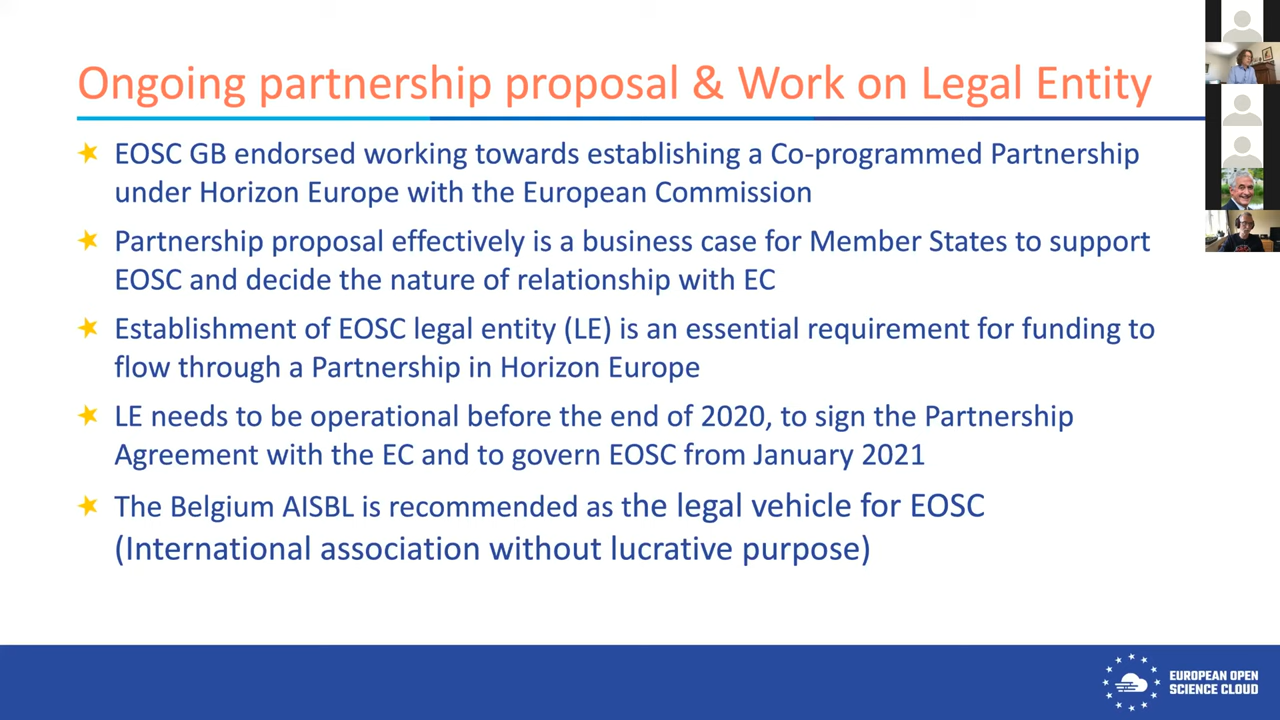 Ongoing partnership proposal & Work on Legal Entity
EOSC GB endorsed working towards establishing a Co-programmed Partnership
under Horizon Europe with the European Commission
Partnership proposal effectively is a business case for Member States to support
EOSC and decide the nature of relationship with EC
Establishment of EOSC legal entity (LE) is an essential requirement for funding to
flow through a Partnership in Horizon Europe
LE needs to be operational before the end of 2020, to sign the Partnership
Agreement with the EC and to govern EOSC from January 2021
The Belgium AISBL is recommended as the legal vehicle for EOSC
(International association without lucrative purpose)
EUROPEAN OPEN
SCIENCE CLOUD